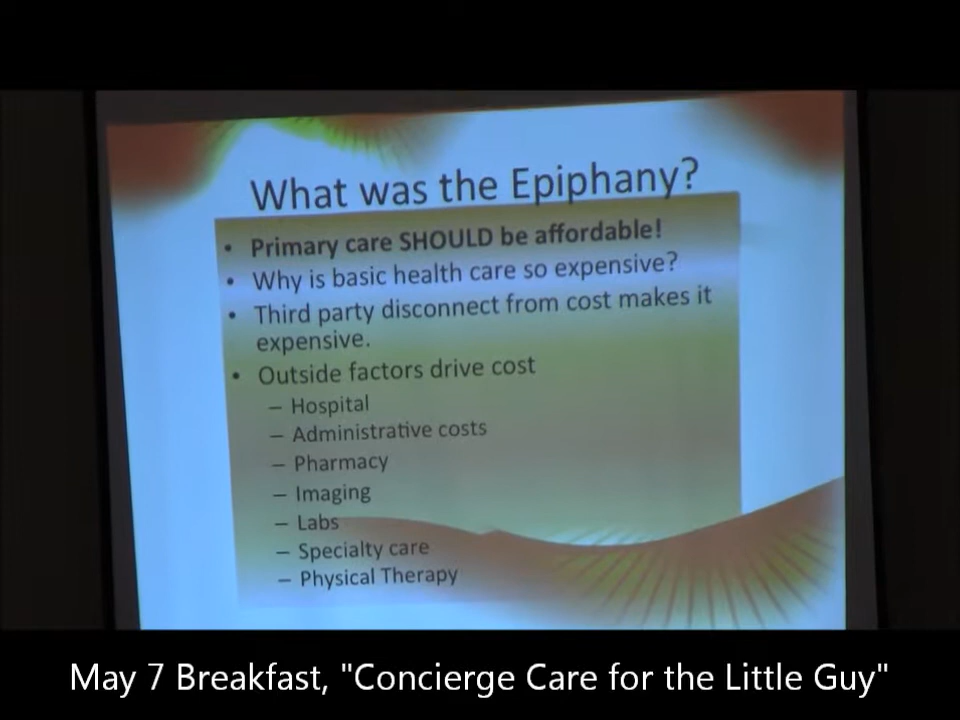 What was the Epiphany?
• Primary care SHOULD be affordable!
• Why is basic health care so expensive?
• Third party disconnect from cost makes it
expensive.
• Outside factors drive cost
– Hospital
– Administrative costs
– Pharmacy
– Imaging
– Labs
– Specialty care
– Physical Therapy
May 7 Breakfast, "Concierge Care for the Little Guy"